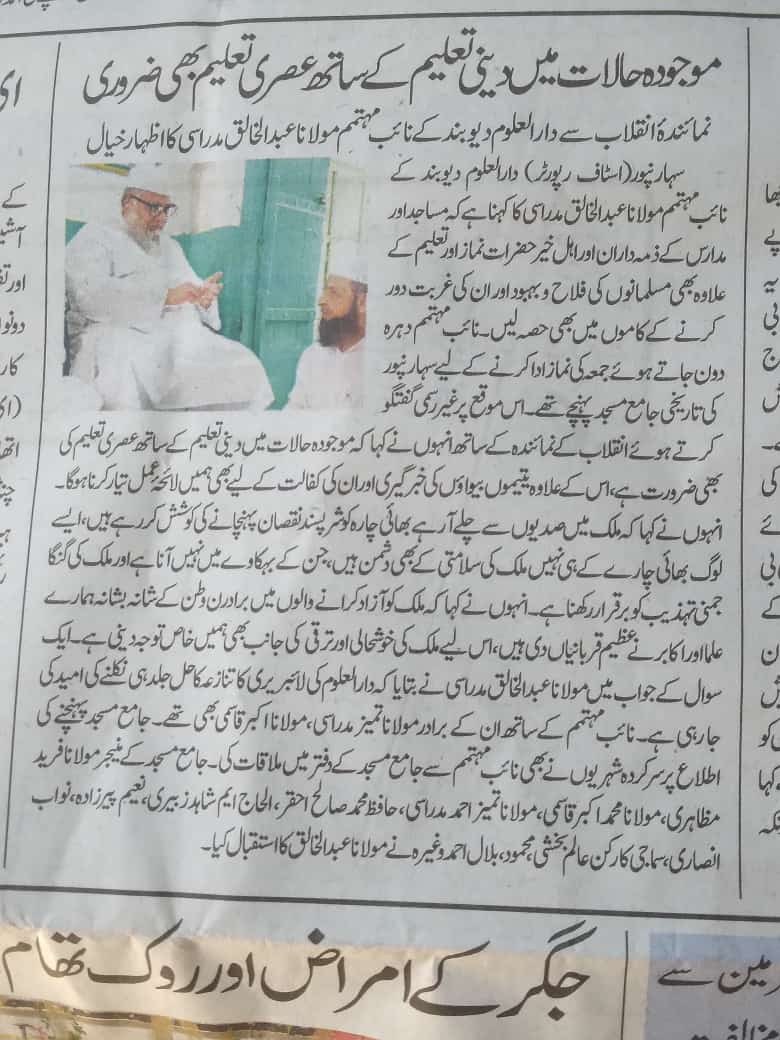 موجودہ حالات میں دینی تعلیم کے ساتھ عصری تعلیم بھی ضروری
نمائندۂ انقلاب سے دارالعلوم دیوبند کے نائب مہتمم مولانا عبدالخالق مدراسی کا اظہار خیال
سہارنپور(اسٹاف رپورٹر) دارالعلوم دیوبند کے
نائب مہتمم مولانا عبدالخالق مدراسی کا کہنا ہے کہ مساجد اور
مدارس کے ذمہ داران اور اہل خیر حضرات نماز اور تعلیم کے
علاوہ بھی مسلمانوں کی فلاح و بہبود اور ان کی غربت دور
کرنے کے کاموں میں بھی حصہ لیں۔ نائب مہتمم دہرہ
دون جاتے ہوئے جمعہ کی نماز ادا کرنے کے لیے سہارنپور
کی تاریخی جامع مسجد پہنچے تھے۔ اس موقع پر غیر رسمی گفتگو
کرتے ہوئے انقلاب کے نمائندہ کے ساتھ انہوں نے کہا کہ موجودہ حالات میں دینی تعلیم کے ساتھ عصری تعلیم کی
بھی ضرورت ہے، اس کے علاوہ یتیموں بیواؤں کی خبر گیری اور ان کی کفالت کے لیے بھی ہمیں لائحۂ عمل تیار کرنا ہوگا۔
انہوں نے کہا کہ ملک میں صدیوں سے چلے آرہے بھائی چارہ کو شرپسند نقصان پہنچانے کی کوشش کررہے ہیں، ایسے
لوگ بھائی چارے کے ہی نہیں ملک کی سلامتی کے بھی دشمن ہیں، جن کے بہکاوے میں نہیں آنا ہے اور ملک کی گنگا
جمنی تہذیب کو برقرار رکھنا ہے۔ انہوں نے کہا کہ ملک کو آزاد کرانے والوں میں برادرن وطن کے شانہ بشانہ ہمارے
علما اور اکابر نے عظیم قربانیاں دی ہیں، اس لیے ملک کی خوشحالی اور ترقی کی جانب بھی ہمیں خاص توجہ دینی ہے۔ ایک
سوال کے جواب میں مولانا عبدالخالق مدراسی نے بتایا کہ دارالعلوم کی لائبریری کا تنازعہ کا حل جلد ہی نکلنے کی امید کی
جارہی ہے۔ نائب مہتمم کے ساتھ ان کے برادر مولانا تمیز مدراسی، مولانا اکبر قاسمی بھی تھے۔ جامع مسجد پہنچنے کی
اطلاع پر سرکردہ شہریوں نے بھی نائب مہتمم سے جامع مسجد کے دفتر میں ملاقات کی۔ جامع مسجد کے منیجر مولانا فرید
مظاہری، مولانا محمد اکبر قاسمی، مولانا تمیز احمد مدراسی، حافظ محمد صالح احقر، الحاج ایم شاہد زبیری، نعیم پیرزادہ، نواب
انصاری، سماجی کارکن عالم بخشی، محمود، بلال احمد وغیرہ نے مولانا عبدالخالق کا استقبال کیا۔
جگر کے امراض اور روک تھام